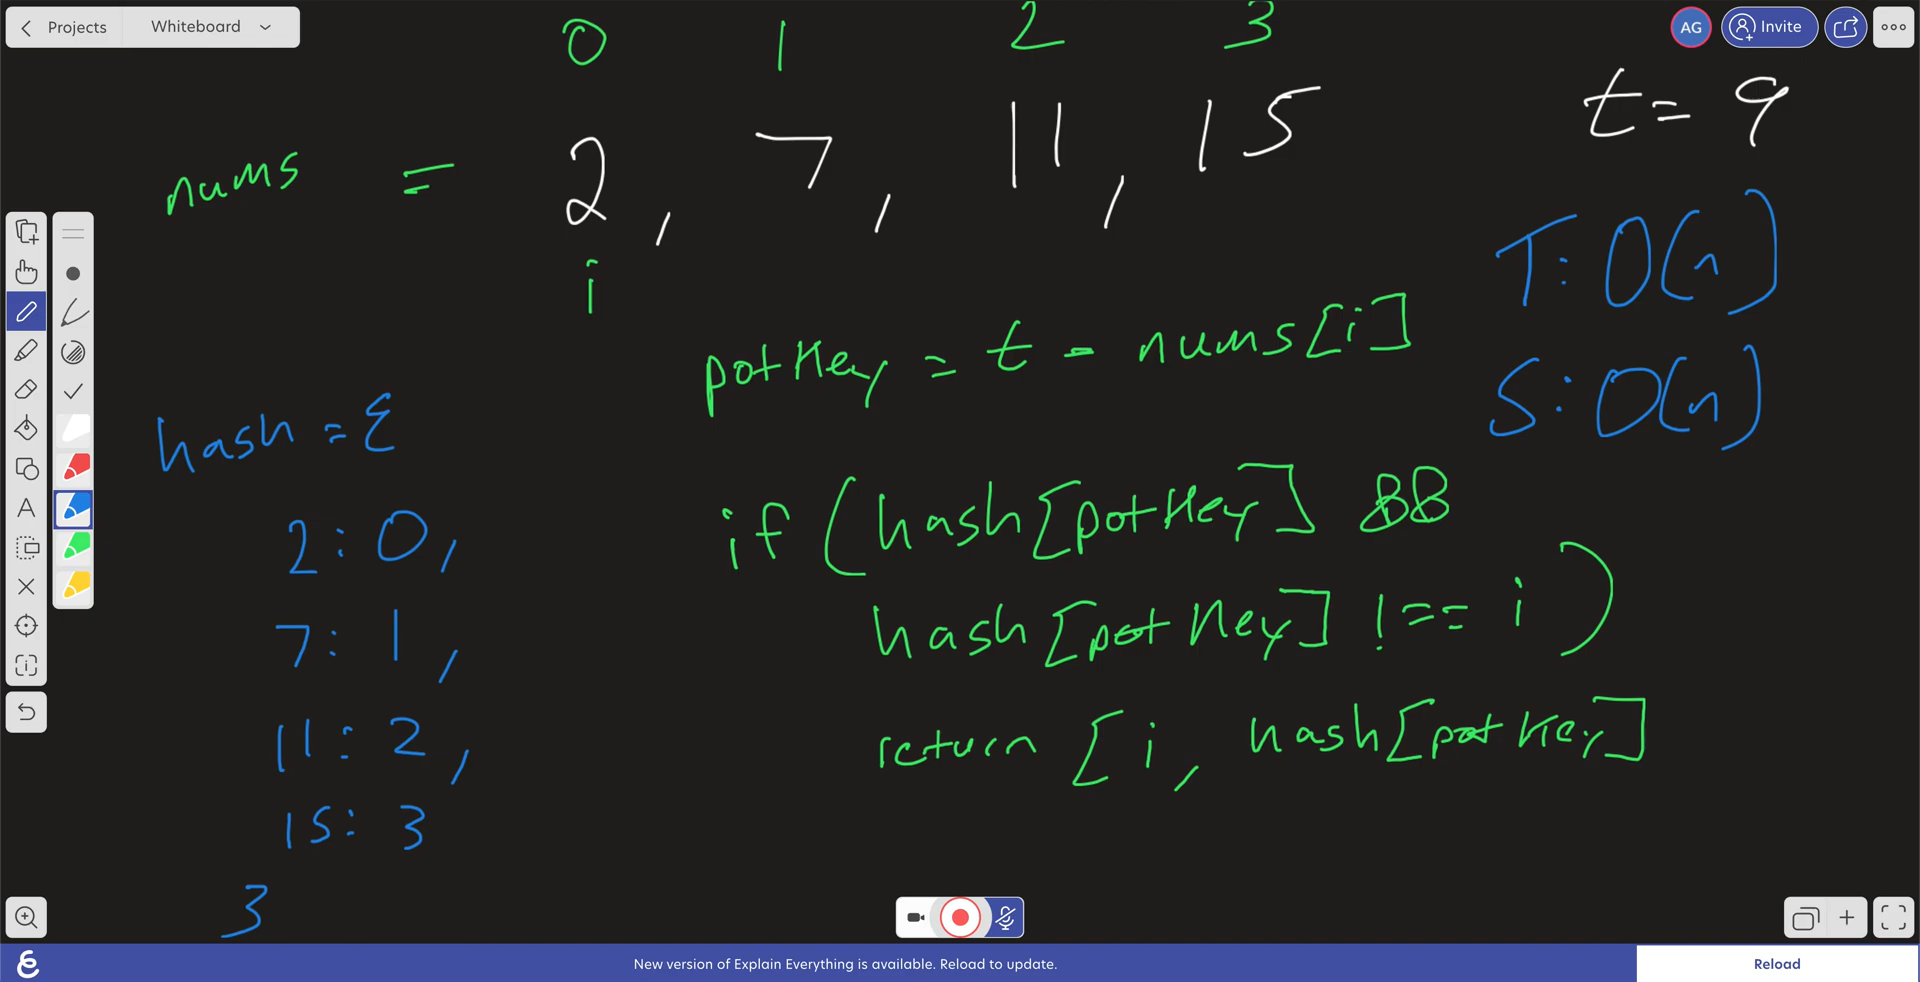 Projects Whiteboard
AG Invite
0 1 2 3
nums = 2, 7, 11, 15
t = 9
i
T: O(n)
potKey = t - nums[i]
S: O(n)
hash = {
2: 0,
7: 1,
11: 2,
15: 3
}
if (hash[potKey] &&
hash[potKey] !== i)
return [i, hash[potKey]
A
New version of Explain Everything is available. Reload to update.
Reload